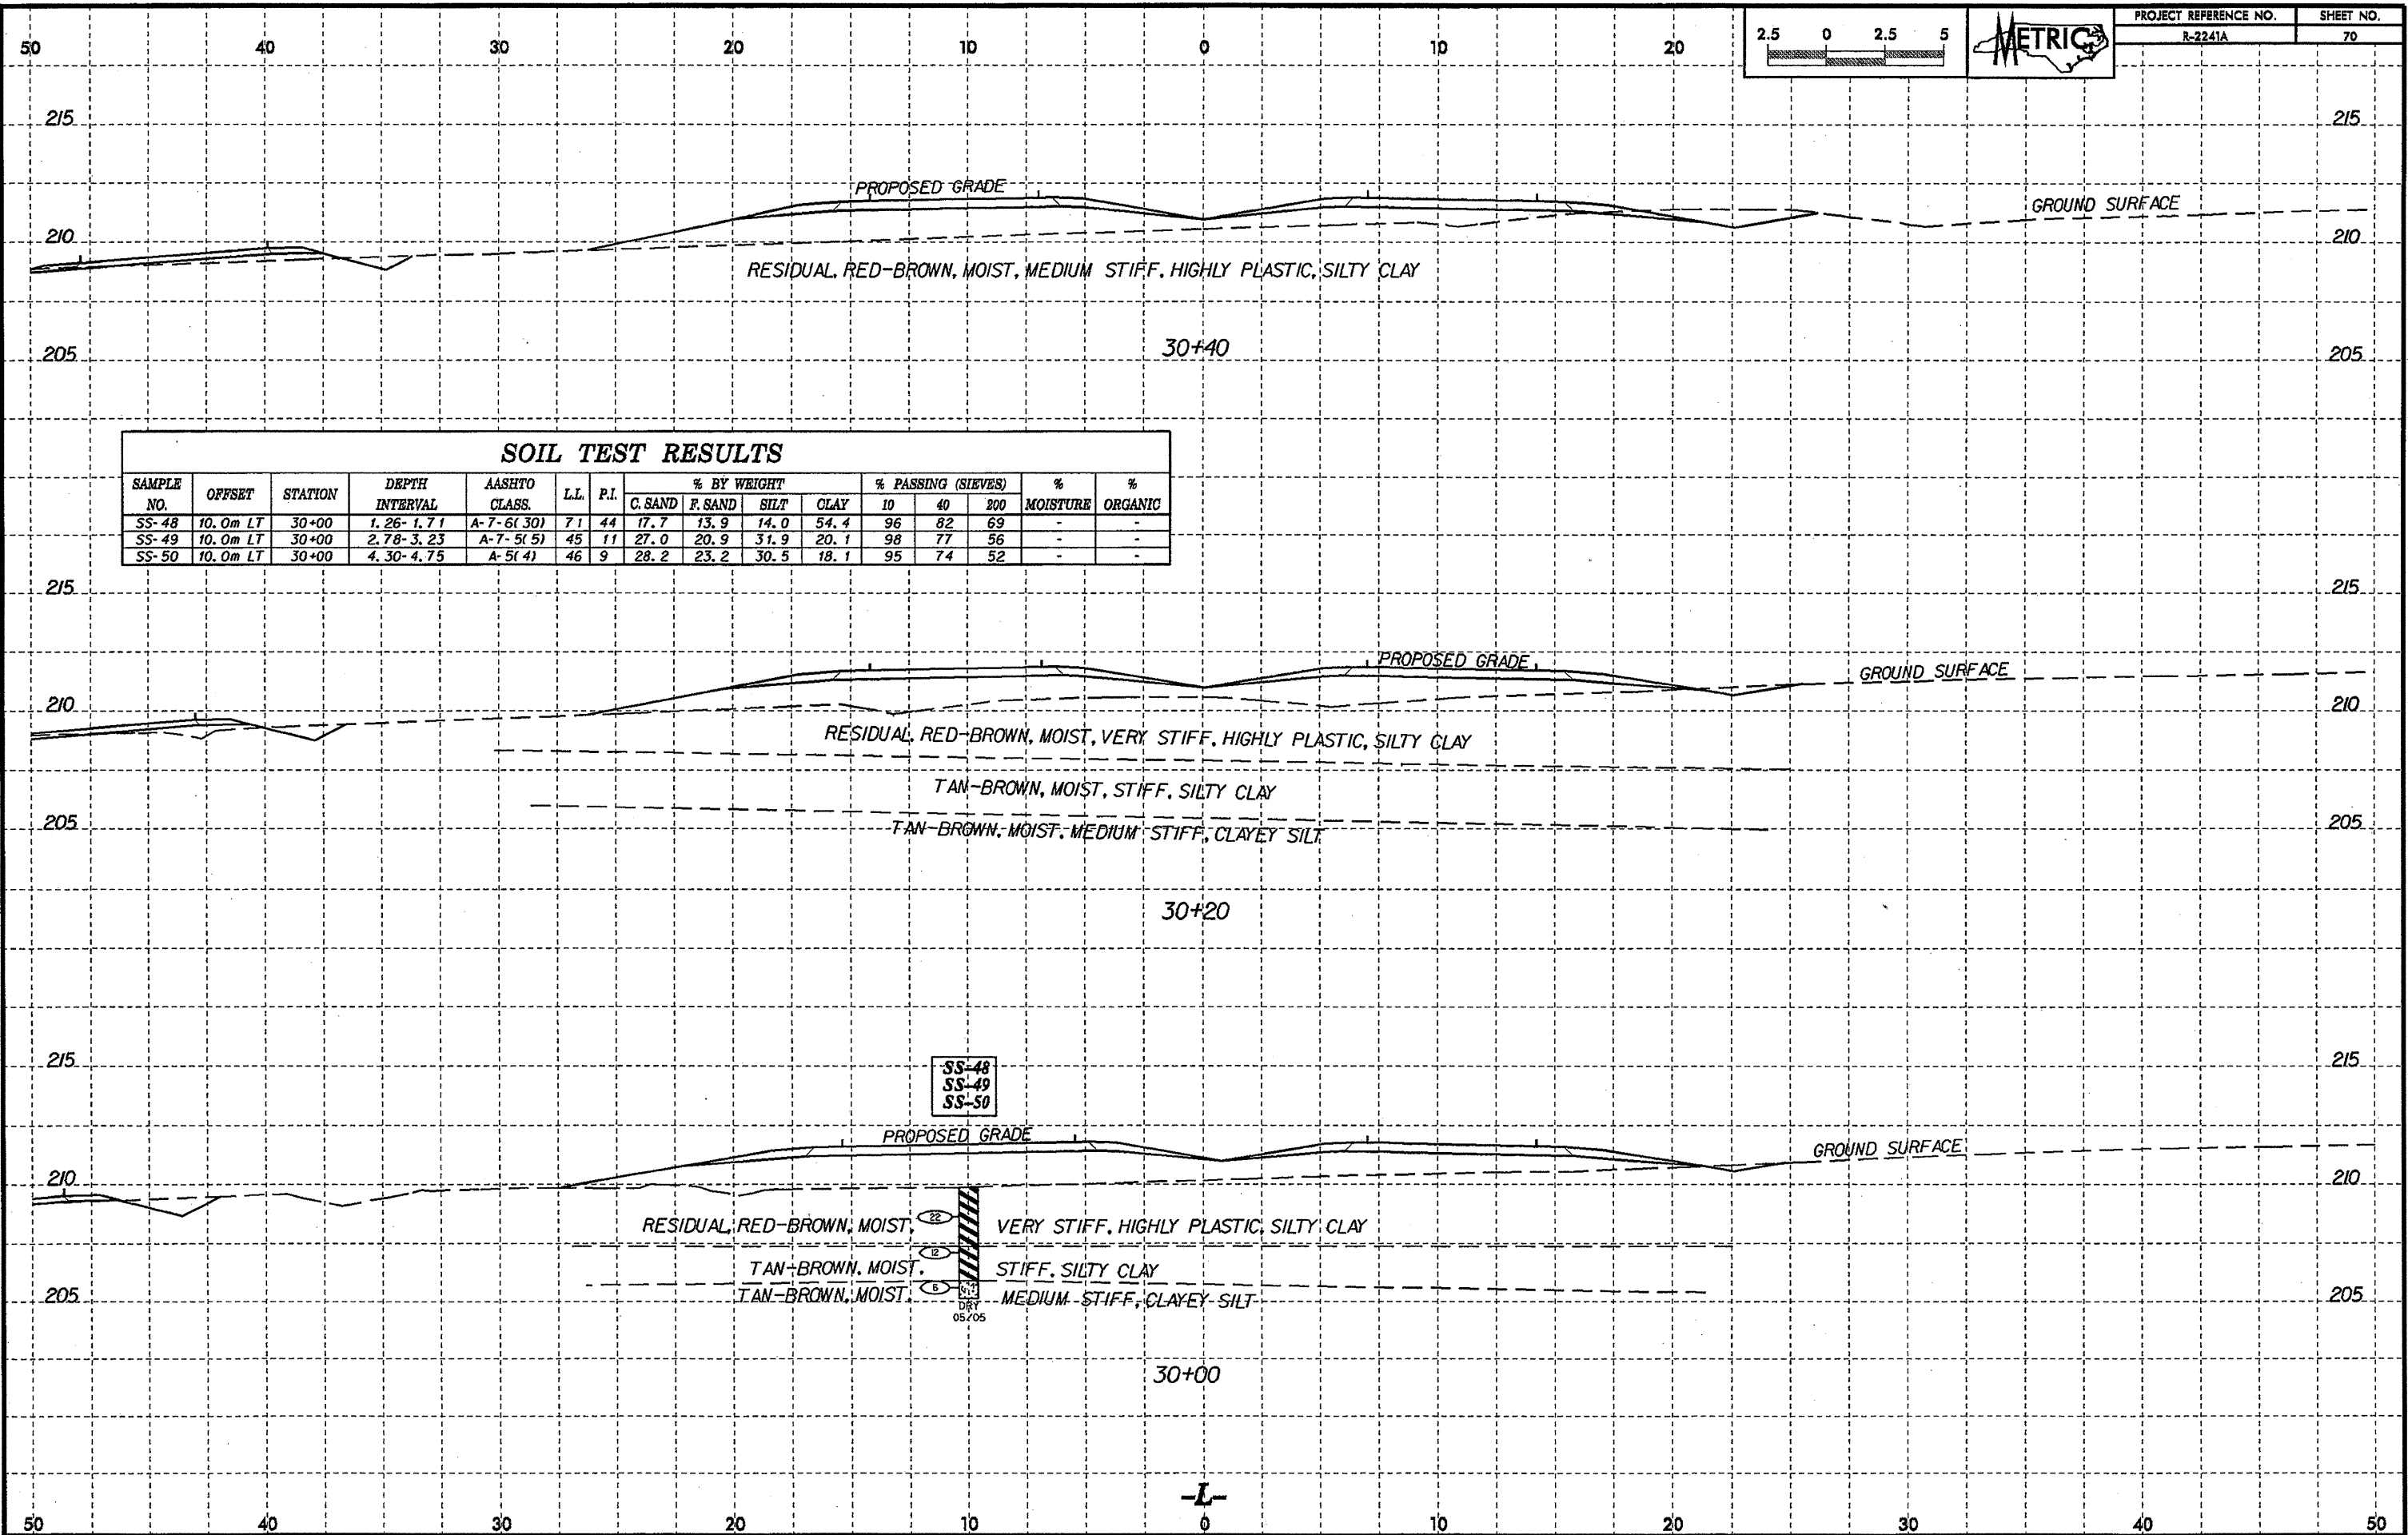 50 40 30 20 10 0 10 20
2.5 0 2.5 5
METRIC
PROJECT REFERENCE NO. SHEET NO.
R-2241A 70
215 215
PROPOSED GRADE
GROUND SURFACE
210 210
RESIDUAL, RED-BROWN, MOIST, MEDIUM STIFF, HIGHLY PLASTIC, SILTY CLAY
205 30+40 205
SOIL TEST RESULTS
SAMPLE NO. OFFSET STATION DEPTH INTERVAL AASHTO CLASS. L.L. P.I. % BY WEIGHT % PASSING (SIEVES) % MOISTURE % ORGANIC
C. SAND F. SAND SILT CLAY 10 40 200
SS-48 10.0m LT 30+00 1.26-1.71 A-7-6(30) 71 44 17.7 13.9 14.0 54.4 96 82 69 - -
SS-49 10.0m LT 30+00 2.78-3.23 A-7-5(5) 45 11 27.0 20.9 31.9 20.1 98 77 56 - -
SS-50 10.0m LT 30+00 4.30-4.75 A-5(4) 46 9 28.2 23.2 30.5 18.1 95 74 52 - -
215 215
PROPOSED GRADE
GROUND SURFACE
210 210
RESIDUAL, RED-BROWN, MOIST, VERY STIFF, HIGHLY PLASTIC, SILTY CLAY
TAN-BROWN, MOIST, STIFF, SILTY CLAY
205 205
TAN-BROWN, MOIST, MEDIUM STIFF, CLAYEY SILT
30+20
215 215
SS-48
SS-49
SS-50
PROPOSED GRADE
GROUND SURFACE
210 210
RESIDUAL, RED-BROWN, MOIST, 22 VERY STIFF, HIGHLY PLASTIC, SILTY CLAY
12
TAN-BROWN, MOIST, STIFF, SILTY CLAY
205 TAN-BROWN, MOIST, MEDIUM STIFF, CLAYEY SILT 205
DRY
05/05
30+00
-L-
50 40 30 20 10 0 10 20 30 40 50